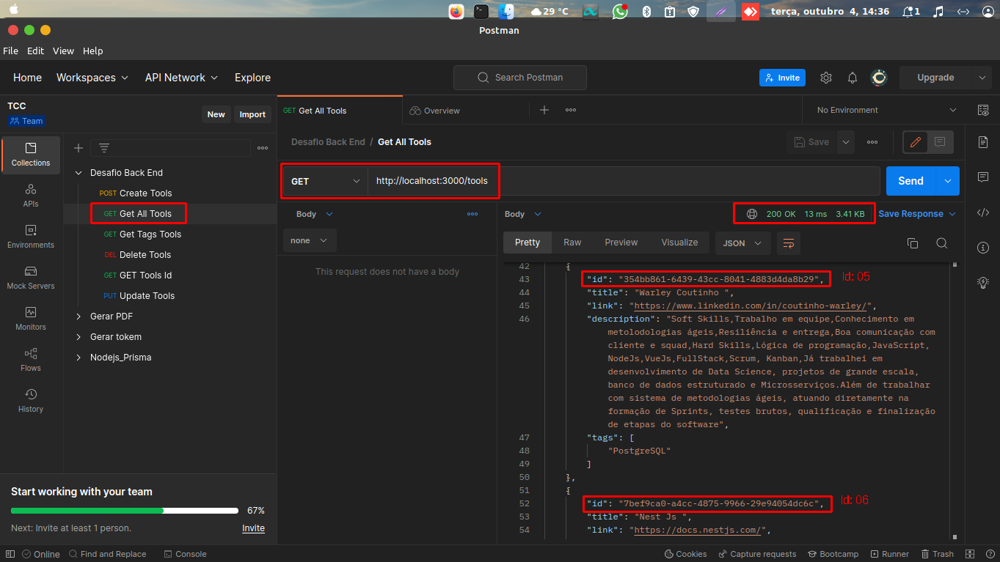 29 °C
terça, outubro 4, 14:36
1
Postman
File Edit View Help
Home Workspaces API Network Explore
Search Postman
Invite
Upgrade
TCC
Team
New
Import
GET Get All Tools
Overview
No Environment
Collections
APIs
Environments
Mock Servers
Monitors
Flows
History
Desafio Back End
POST Create Tools
GET Get All Tools
GET Get Tags Tools
DEL Delete Tools
GET GET Tools Id
PUT Update Tools
Gerar PDF
Gerar tokem
Nodejs_Prisma
Desafio Back End / Get All Tools
Save
GET
http://localhost:3000/tools
Send
Body
none
This request does not have a body
Body
200 OK 13 ms 3.41 KB
Save Response
Pretty Raw Preview Visualize JSON
42 {
43 "id": "354bb861-6439-43cc-8041-4883d4da8b29",
Id: 05
44 "title": "Warley Coutinho ",
45 "link": "https://www.linkedin.com/in/coutinho-warley/",
46 "description": "Soft Skills,Trabalho em equipe,Conhecimento em
metolodologias ágeis,Resiliência e entrega,Boa comunicação com
cliente e squad,Hard Skills,Lógica de programação,JavaScript,
NodeJs,VueJs,FullStack,Scrum, Kanban,Já trabalhei em
desenvolvimento de Data Science, projetos de grande escala,
banco de dados estruturado e Microsserviços.Além de trabalhar
com sistema de metodologias ágeis, atuando diretamente na
formação de Sprints, testes brutos, qualificação e finalização
de etapas do software",
47 "tags": [
48 "PostgreSQL"
49 ]
50 },
51 {
52 "id": "7bef9ca0-a4cc-4875-9966-29e94054dc6c",
Id: 06
53 "title": "Nest Js ",
54 "link": "https://docs.nestjs.com/",
Start working with your team
67%
Next: Invite at least 1 person.
Invite
Online
Find and Replace
Console
Cookies
Capture requests
Bootcamp
Runner
Trash